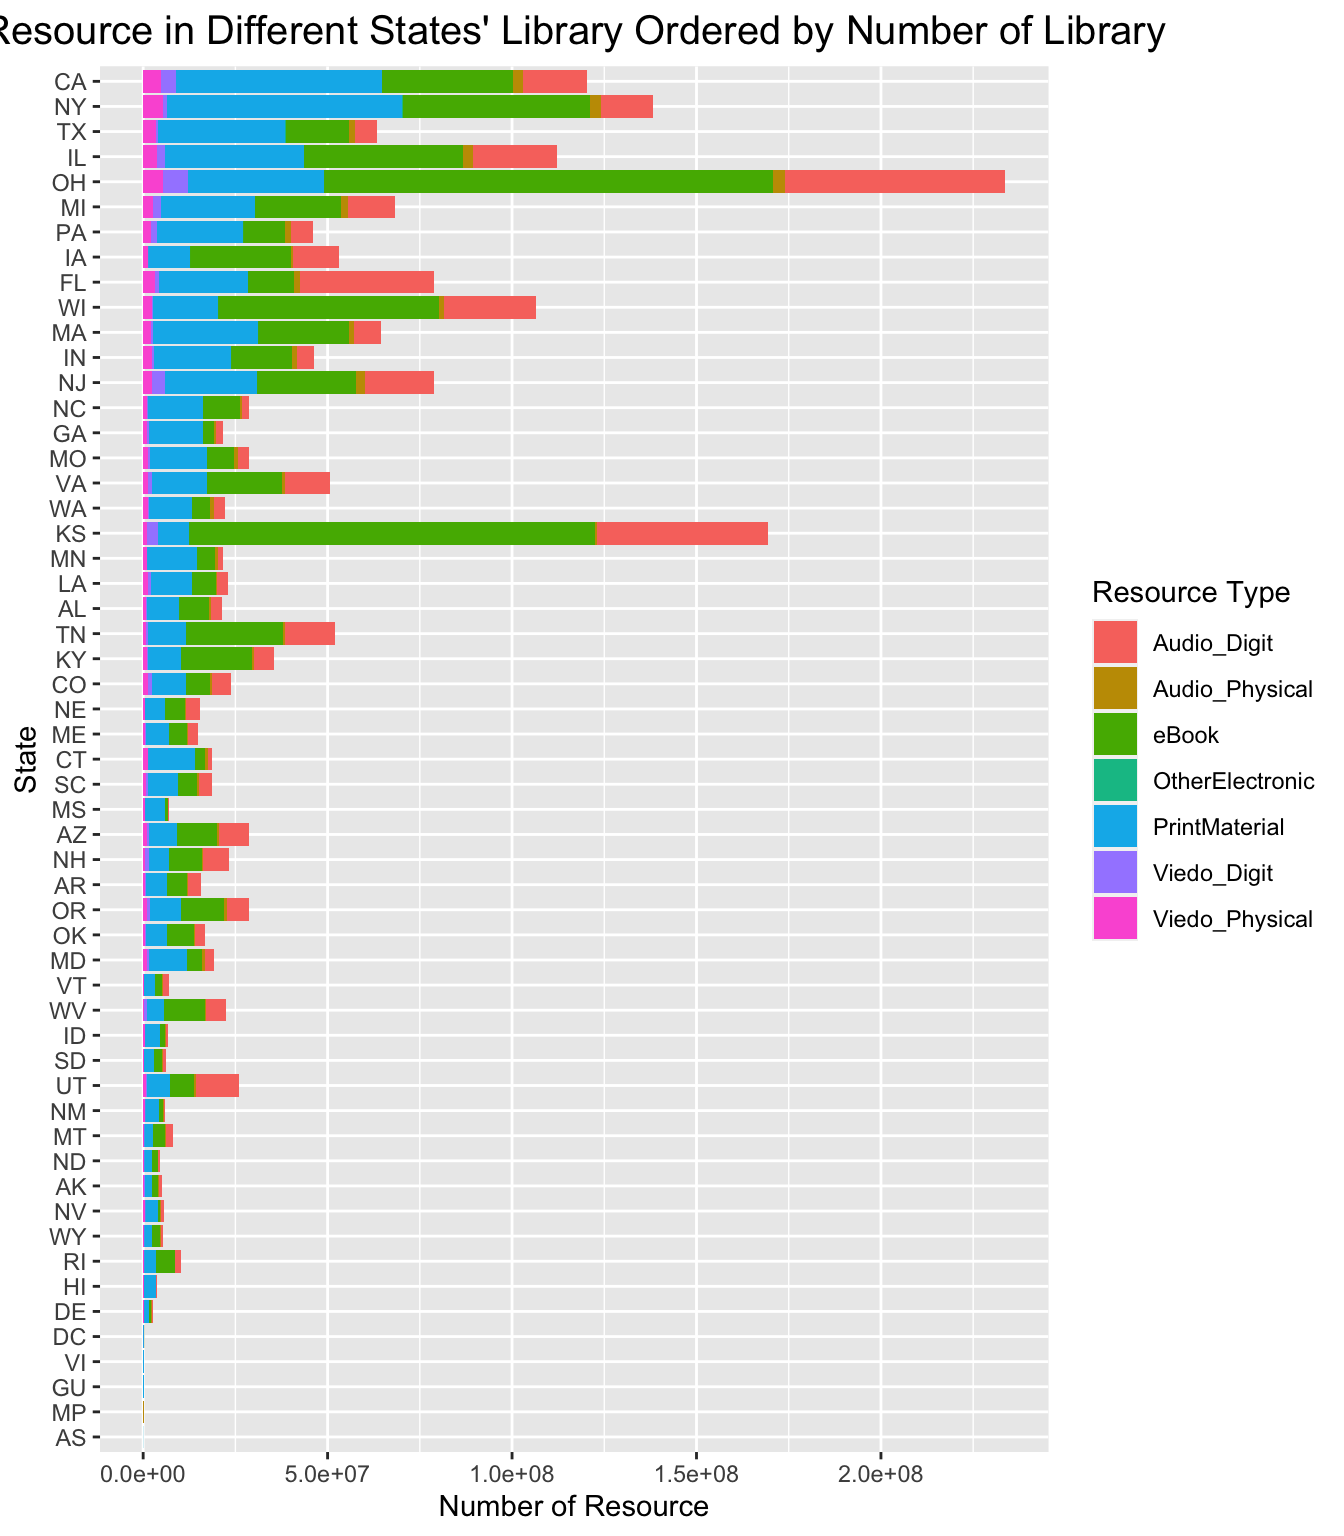 Resource in Different States' Library Ordered by Number of Library
CA
NY
TX
IL
OH
MI
PA
IA
FL
WI
MA
IN
NJ
NC
GA
MO
VA
WA
KS
MN
LA
AL
TN
KY
CO
NE
ME
CT
SC
MS
AZ
NH
AR
OR
OK
MD
VT
WV
ID
SD
UT
NM
MT
ND
AK
NV
WY
RI
HI
DE
DC
VI
GU
MP
AS
State
0.0e+00 5.0e+07 1.0e+08 1.5e+08 2.0e+08
Number of Resource
Resource Type
Audio_Digit
Audio_Physical
eBook
OtherElectronic
PrintMaterial
Viedo_Digit
Viedo_Physical